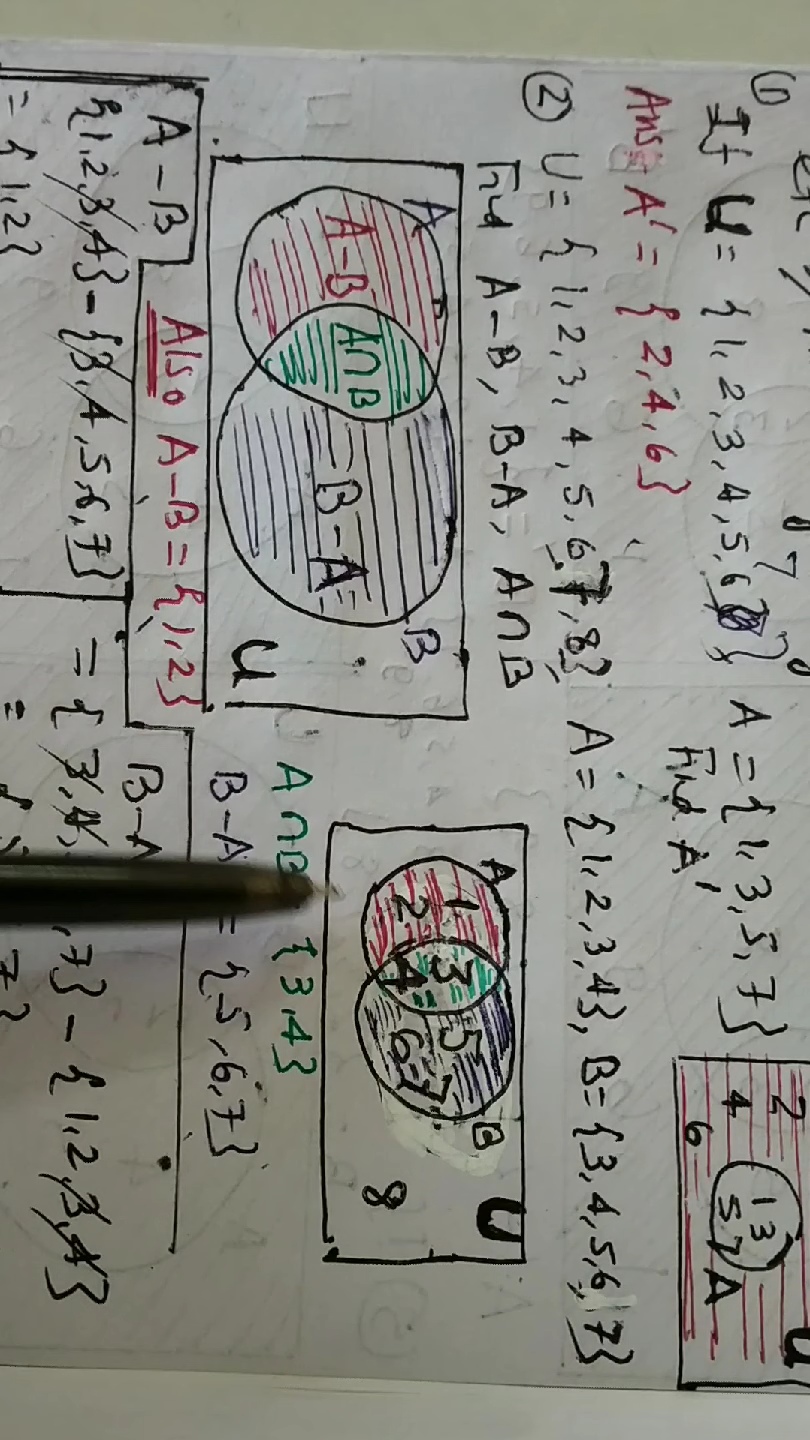 ①
If U = {1, 2, 3, 4, 5, 6 7} A = {1, 3, 5, 7}
Find A'
Ans: A' = {2, 4, 6}
2
4
6
1 3
5 7
A
U
② U = {1, 2, 3, 4, 5, 6, 7, 8} A = {1, 2, 3, 4}, B = {3, 4, 5, 6, 7}
Find A-B, B-A, A∩B
A
A-B
A∩B
B-A
B
U
A
1
2
3
4
5
6 7
B
U
8
A∩B {3, 4}
B-A = {5, 6, 7}
Also A-B = {1, 2}
A-B
{1, 2, 3, 4} - {3, 4, 5, 6, 7}
= {1, 2}
B-A
= {3, 4, , 7} - {1, 2, 3, 4}
= 7}